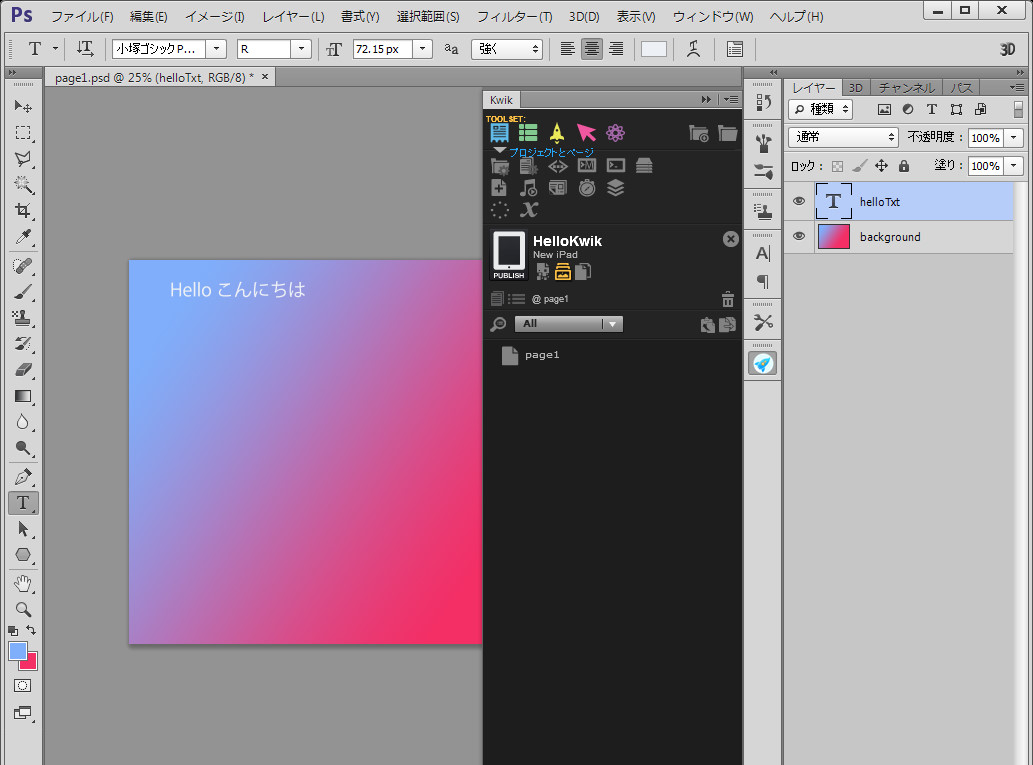 Ps ファイル(F) 編集(E) イメージ(I) レイヤー(L) 書式(Y) 選択範囲(S) フィルター(T) 3D(D) 表示(V) ウィンドウ(W) ヘルプ(H)
T 小塚ゴシック P... R 72.15 px aa 強く 3D
page1.psd @ 25% (helloTxt, RGB/8) * ×
Hello こんにちは
Kwik
TOOLSET:
プロジェクトとページ
HelloKwik
New iPad
PUBLISH
@ page1
All
page1
レイヤー 3D チャンネル パス
種類
通常 不透明度： 100%
ロック： 塗り： 100%
T helloTxt
background